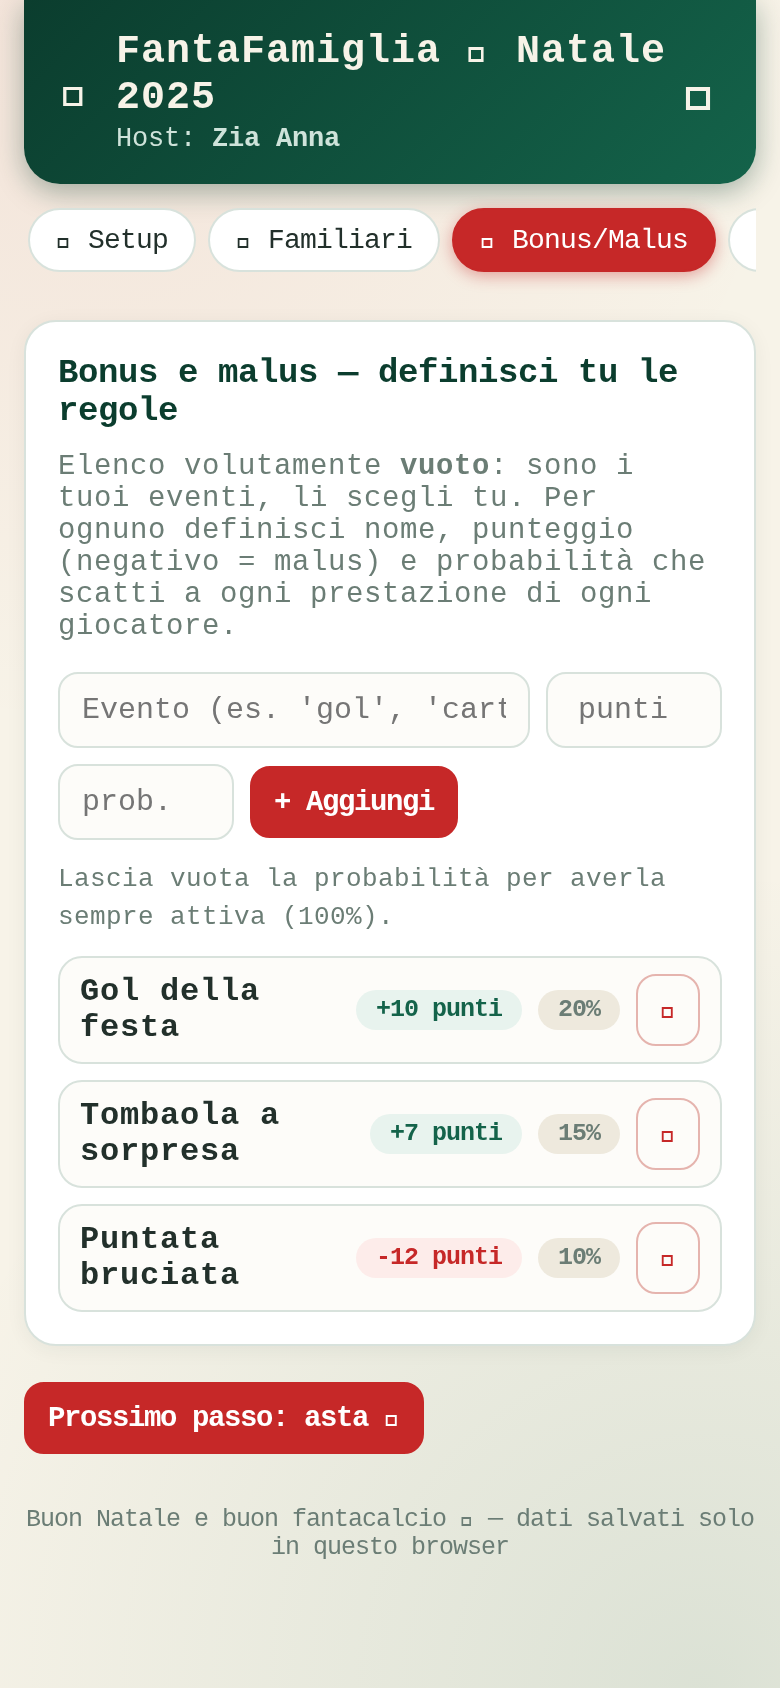 FantaFamiglia □ Natale
2025
Host: Zia Anna
□ Setup □ Familiari □ Bonus/Malus
Bonus e malus — definisci tu le
regole
Elenco volutamente vuoto: sono i
tuoi eventi, li scegli tu. Per
ognuno definisci nome, punteggio
(negativo = malus) e probabilità che
scatti a ogni prestazione di ogni
giocatore.
Evento (es. 'gol', 'cart punti
prob. + Aggiungi
Lascia vuota la probabilità per averla
sempre attiva (100%).
Gol della
festa
+10 punti 20% □
Tombaola a
sorpresa
+7 punti 15% □
Puntata
bruciata
-12 punti 10% □
Prossimo passo: asta □
Buon Natale e buon fantacalcio □ — dati salvati solo
in questo browser